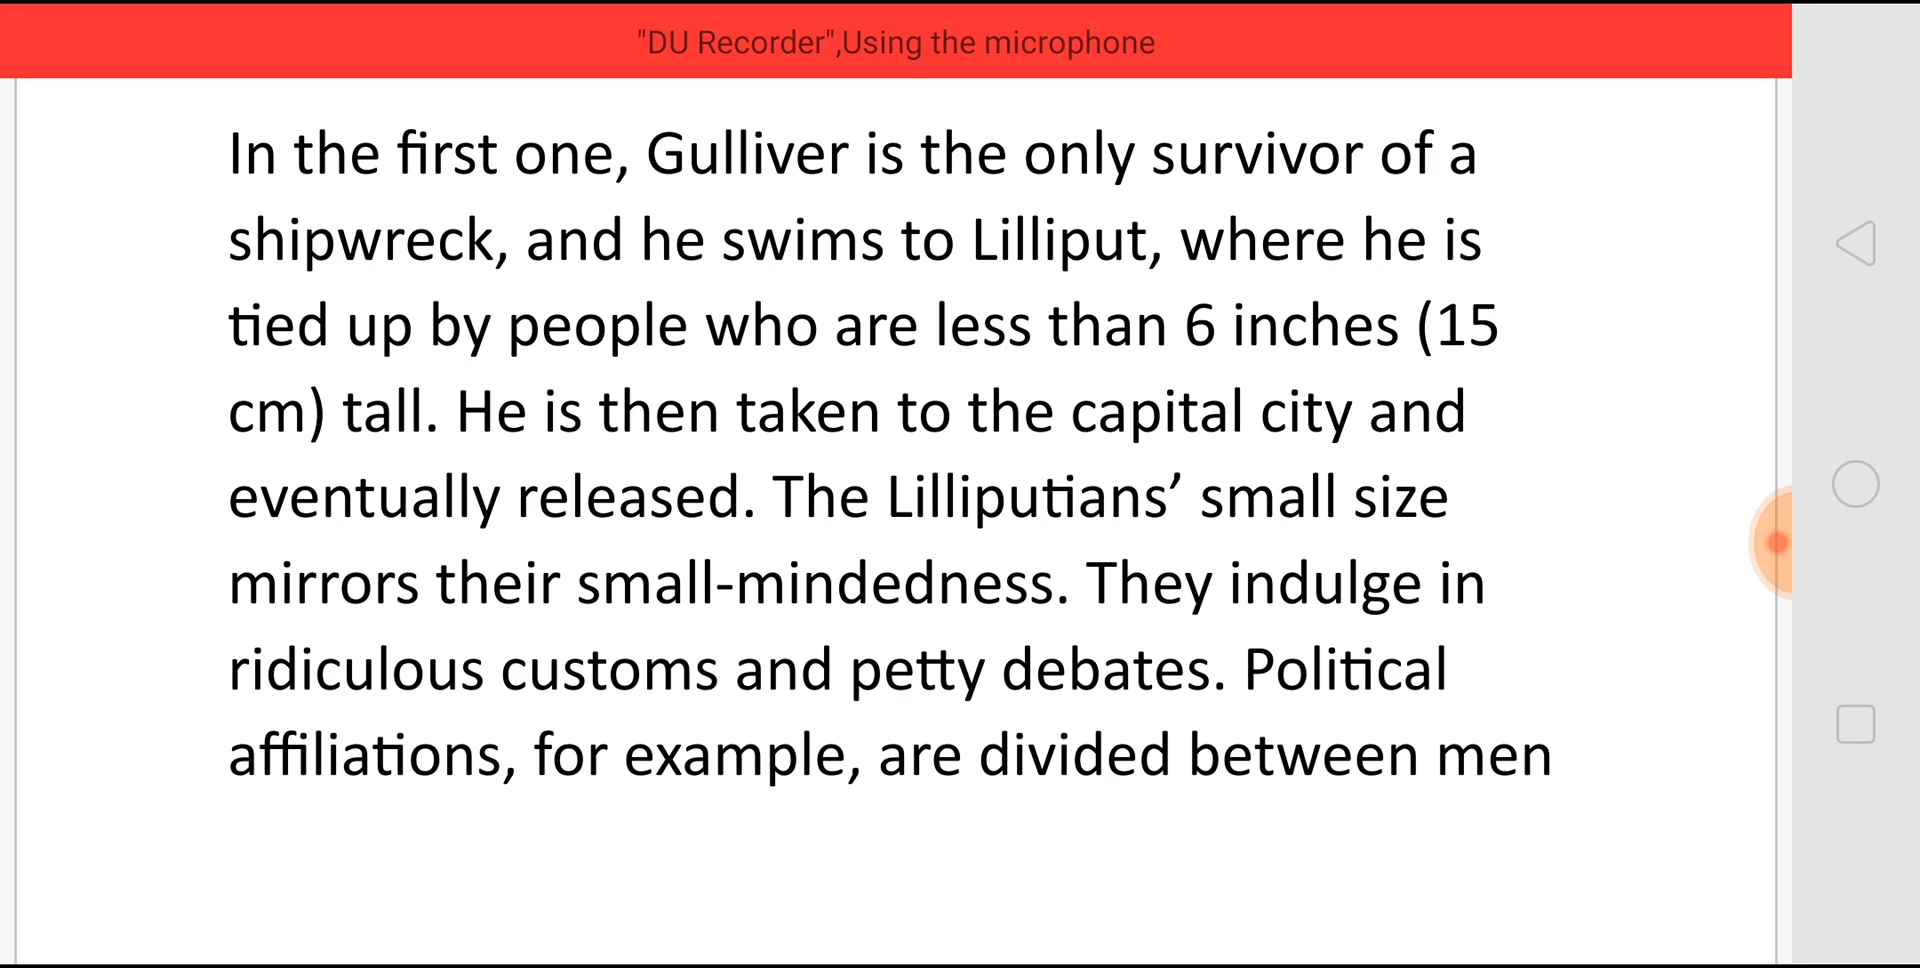 "DU Recorder",Using the microphone
In the first one, Gulliver is the only survivor of a
shipwreck, and he swims to Lilliput, where he is
tied up by people who are less than 6 inches (15
cm) tall. He is then taken to the capital city and
eventually released. The Lilliputians’ small size
mirrors their small-mindedness. They indulge in
ridiculous customs and petty debates. Political
affiliations, for example, are divided between men